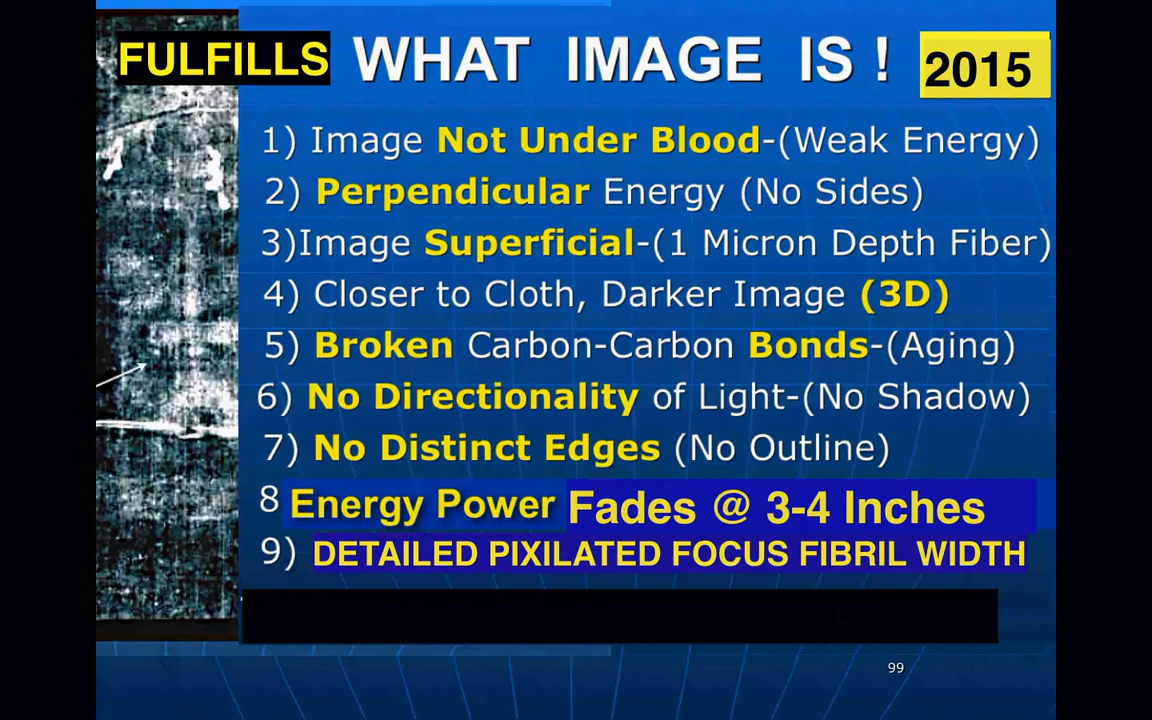 FULFILLS WHAT IMAGE IS ! 2015
1) Image Not Under Blood-(Weak Energy)
2) Perpendicular Energy (No Sides)
3)Image Superficial-(1 Micron Depth Fiber)
4) Closer to Cloth, Darker Image (3D)
5) Broken Carbon-Carbon Bonds-(Aging)
6) No Directionality of Light-(No Shadow)
7) No Distinct Edges (No Outline)
8 Energy Power Fades @ 3-4 Inches
9) DETAILED PIXILATED FOCUS FIBRIL WIDTH
99